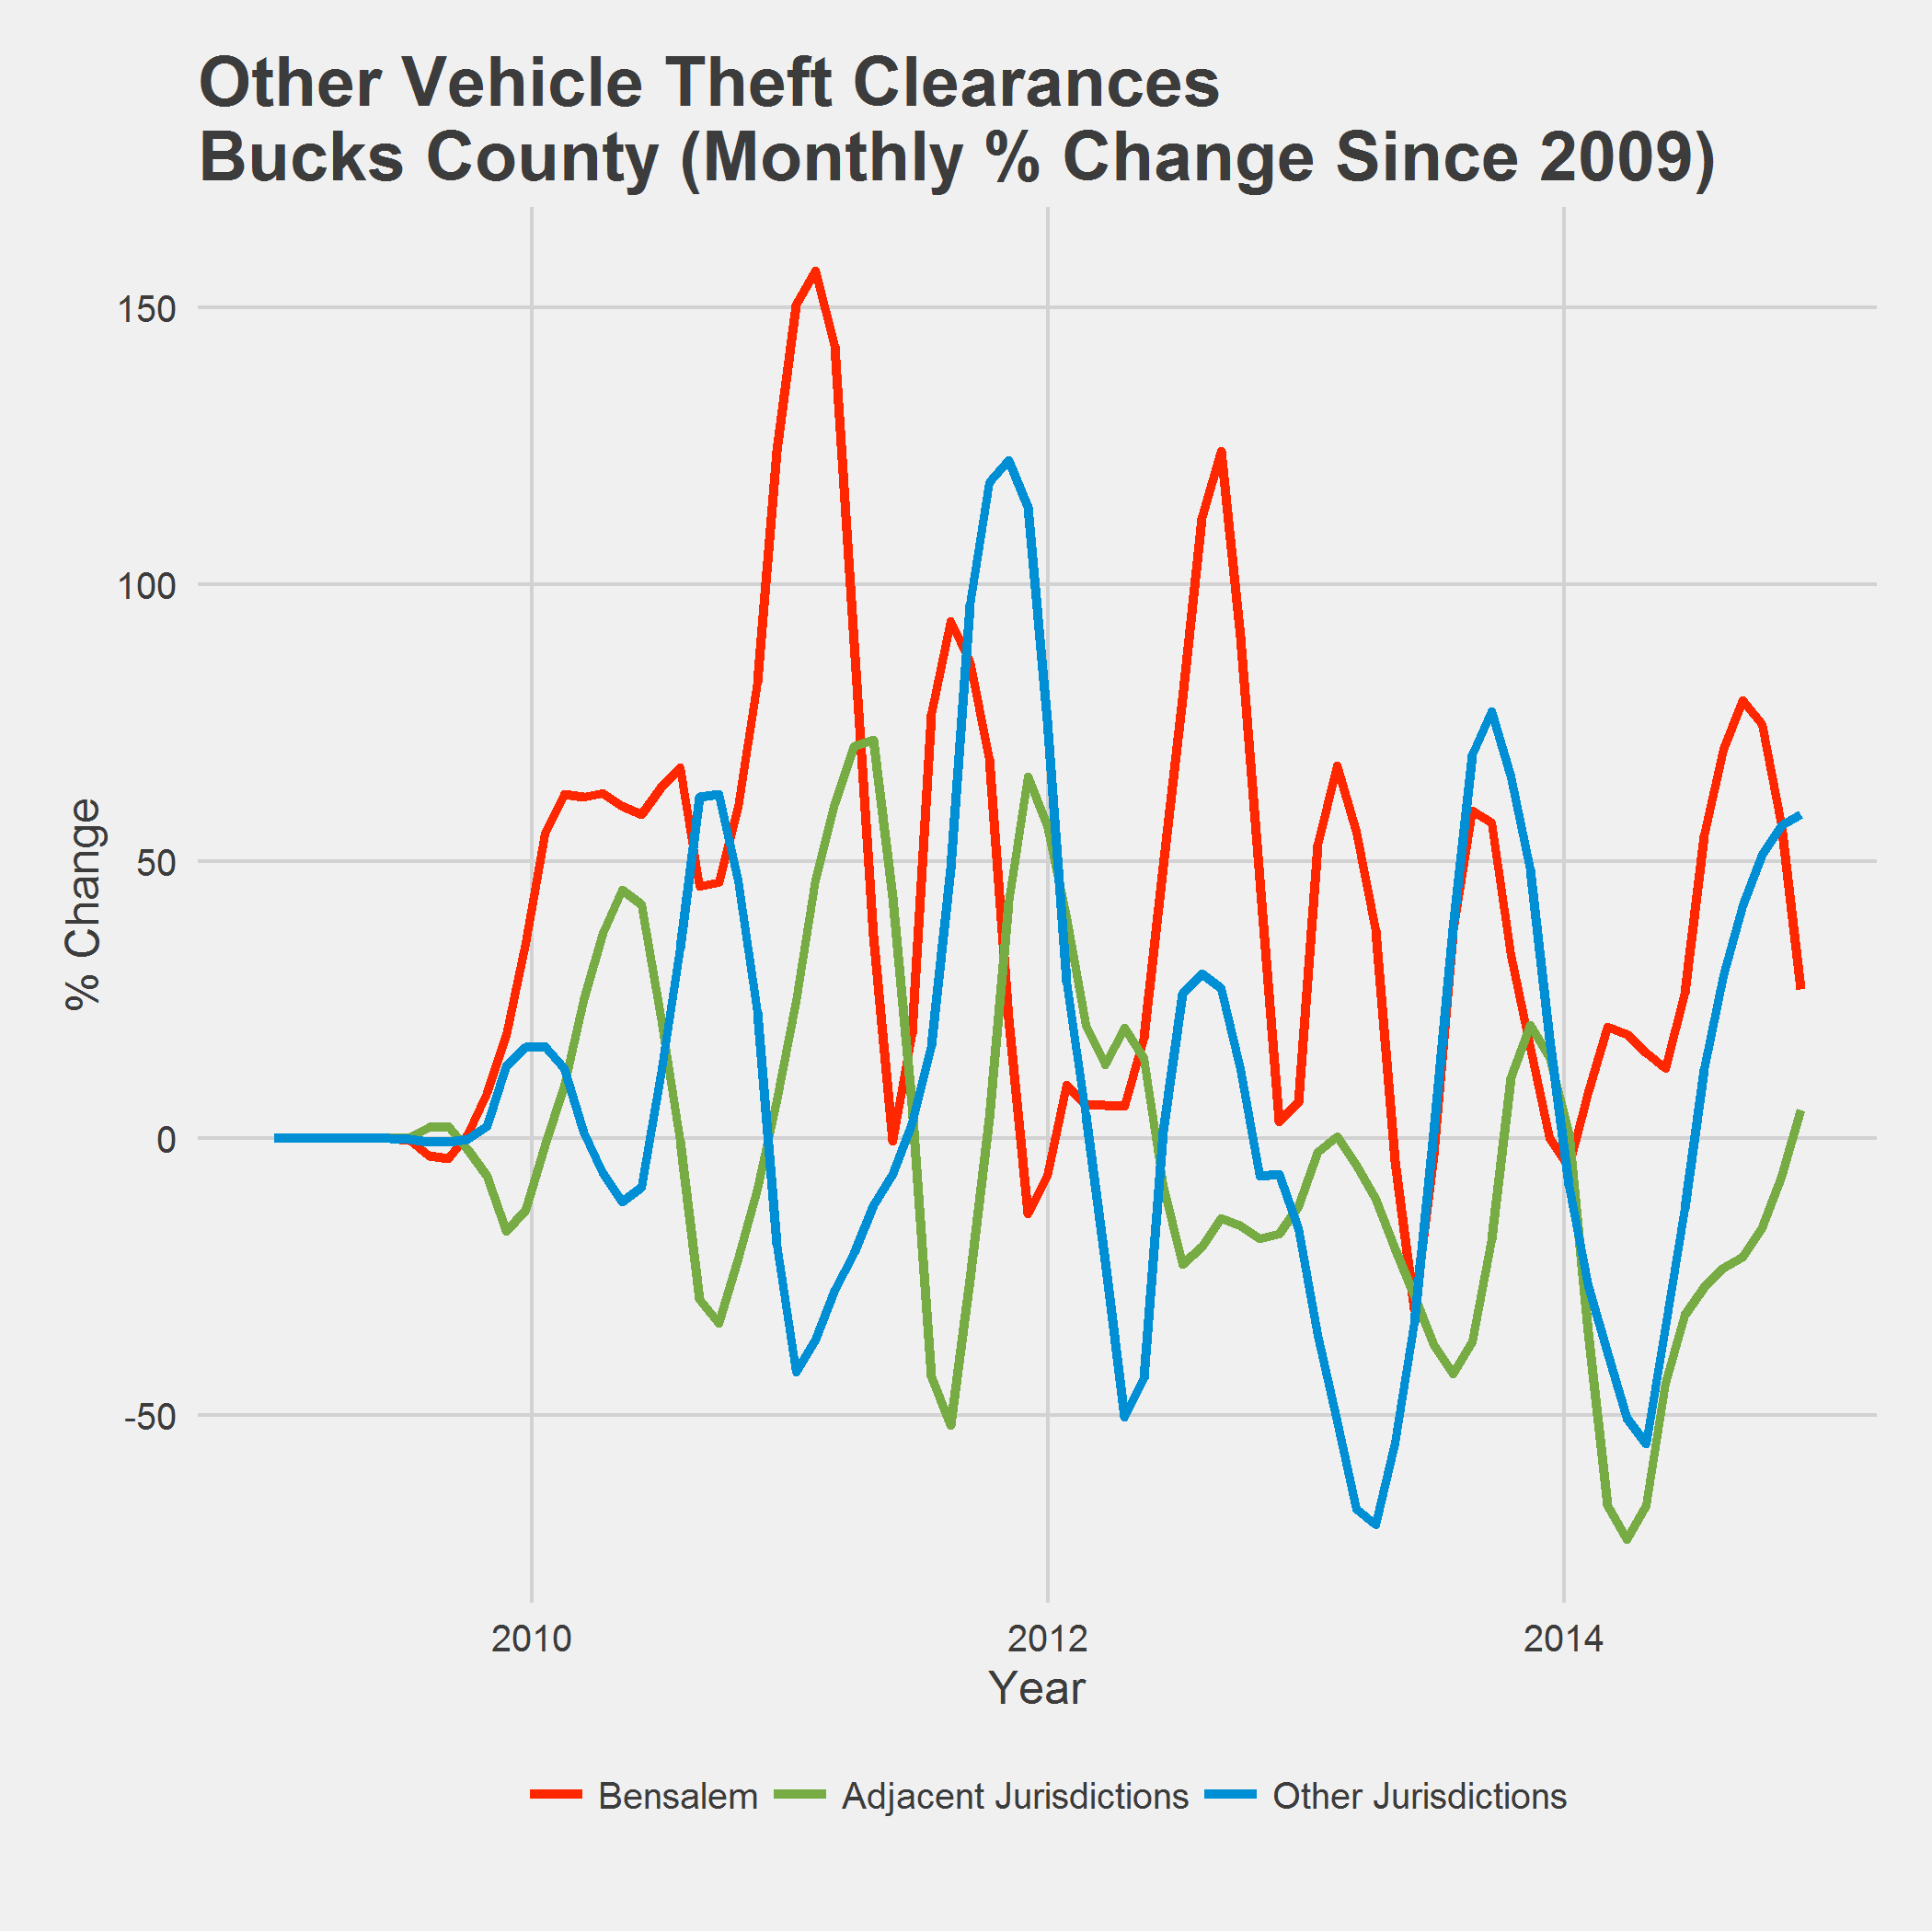 Other Vehicle Theft Clearances
Bucks County (Monthly % Change Since 2009)
150
100
50
0
-50
% Change
2010 2012 2014
Year
Bensalem Adjacent Jurisdictions Other Jurisdictions